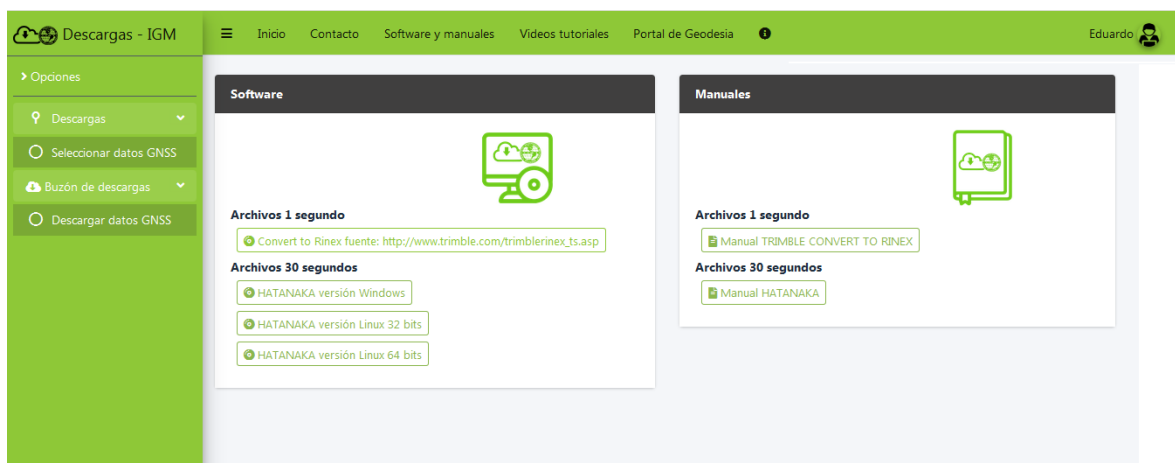 Descargas - IGM
Inicio Contacto Software y manuales Videos tutoriales Portal de Geodesia Eduardo
Opciones
Descargas
Seleccionar datos GNSS
Buzón de descargas
Descargar datos GNSS
Software
Archivos 1 segundo
Convert to Rinex fuente: http://www.trimble.com/trimblerinex_ts.asp
Archivos 30 segundos
HATANAKA versión Windows
HATANAKA versión Linux 32 bits
HATANAKA versión Linux 64 bits
Manuales
Archivos 1 segundo
Manual TRIMBLE CONVERT TO RINEX
Archivos 30 segundos
Manual HATANAKA